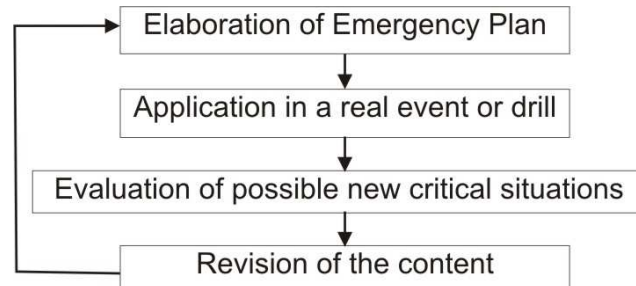 Elaboration of Emergency Plan
Application in a real event or drill
Evaluation of possible new critical situations
Revision of the content